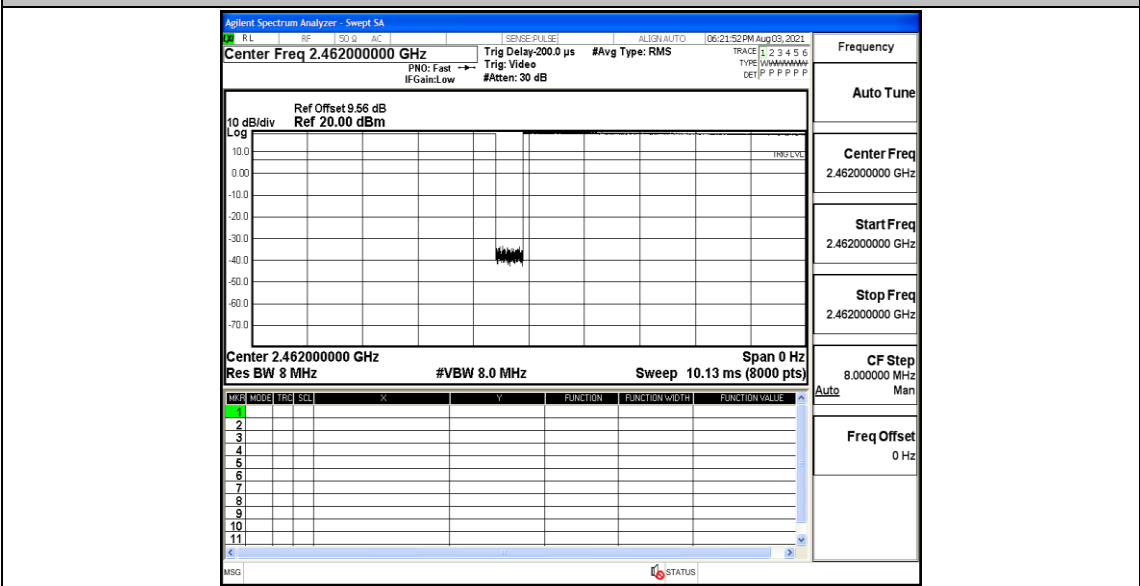 Agilent Spectrum Analyzer - Swept SA
RL RF 50 Ω AC SENSE:PULSE ALIGN AUTO 06:21:52 PM Aug 03, 2021
Center Freq 2.462000000 GHz
PNO: Fast
IFGain:Low
Trig Delay-200.0 µs
Trig: Video
#Atten: 30 dB
#Avg Type: RMS
TRACE 1 2 3 4 5 6
TYPE
DET P P P P P P
Ref Offset 9.56 dB
10 dB/div Ref 20.00 dBm
Log
10.0
TRIG LVL
0.00
-10.0
-20.0
-30.0
-40.0
-50.0
-60.0
-70.0
Center 2.462000000 GHz Span 0 Hz
Res BW 8 MHz #VBW 8.0 MHz Sweep 10.13 ms (8000 pts)
MKR MODE TRC SCL X Y FUNCTION FUNCTION WIDTH FUNCTION VALUE
1
2
3
4
5
6
7
8
9
10
11
MSG STATUS
Frequency
Auto Tune
Center Freq
2.462000000 GHz
Start Freq
2.462000000 GHz
Stop Freq
2.462000000 GHz
CF Step
8.000000 MHz
Auto Man
Freq Offset
0 Hz